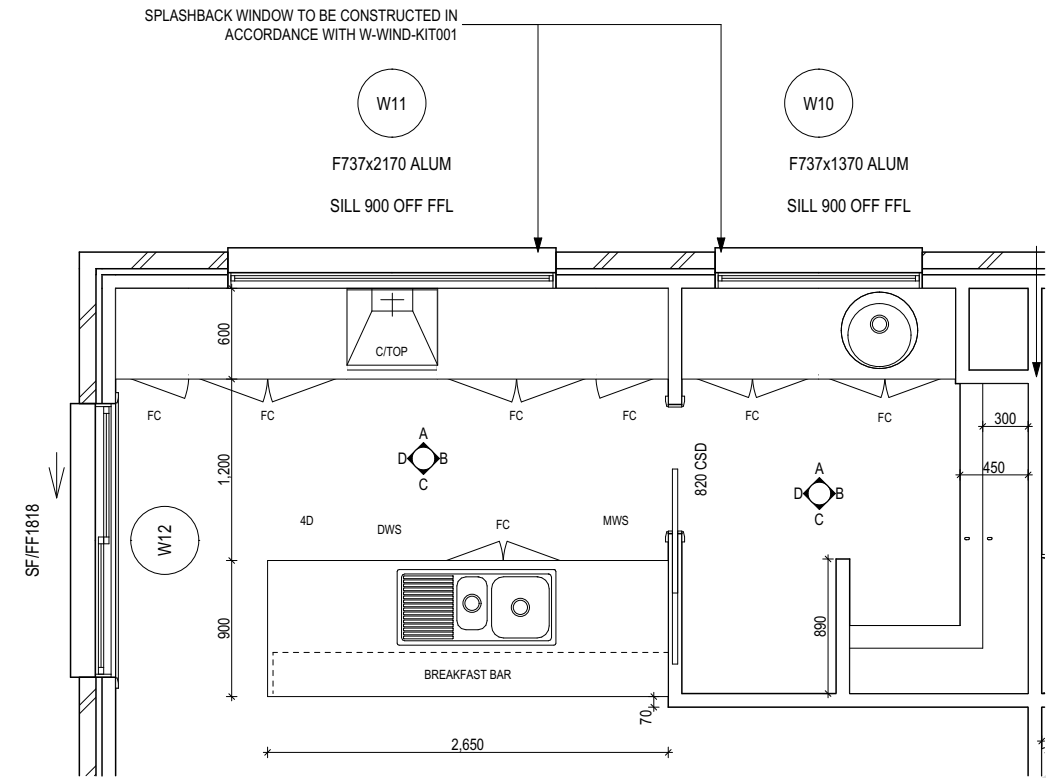 SPLASHBACK WINDOW TO BE CONSTRUCTED IN
ACCORDANCE WITH W-WIND-KIT001
W11
W10
F737x2170 ALUM
F737x1370 ALUM
SILL 900 OFF FFL
SILL 900 OFF FFL
600
C/TOP
FC
FC
FC
FC
FC
FC
300
A
D B
C
1,200
820 CSD
450
A
D B
C
SF/FF1818
W12
4D
DWS
FC
MWS
900
890
BREAKFAST BAR
70
2,650